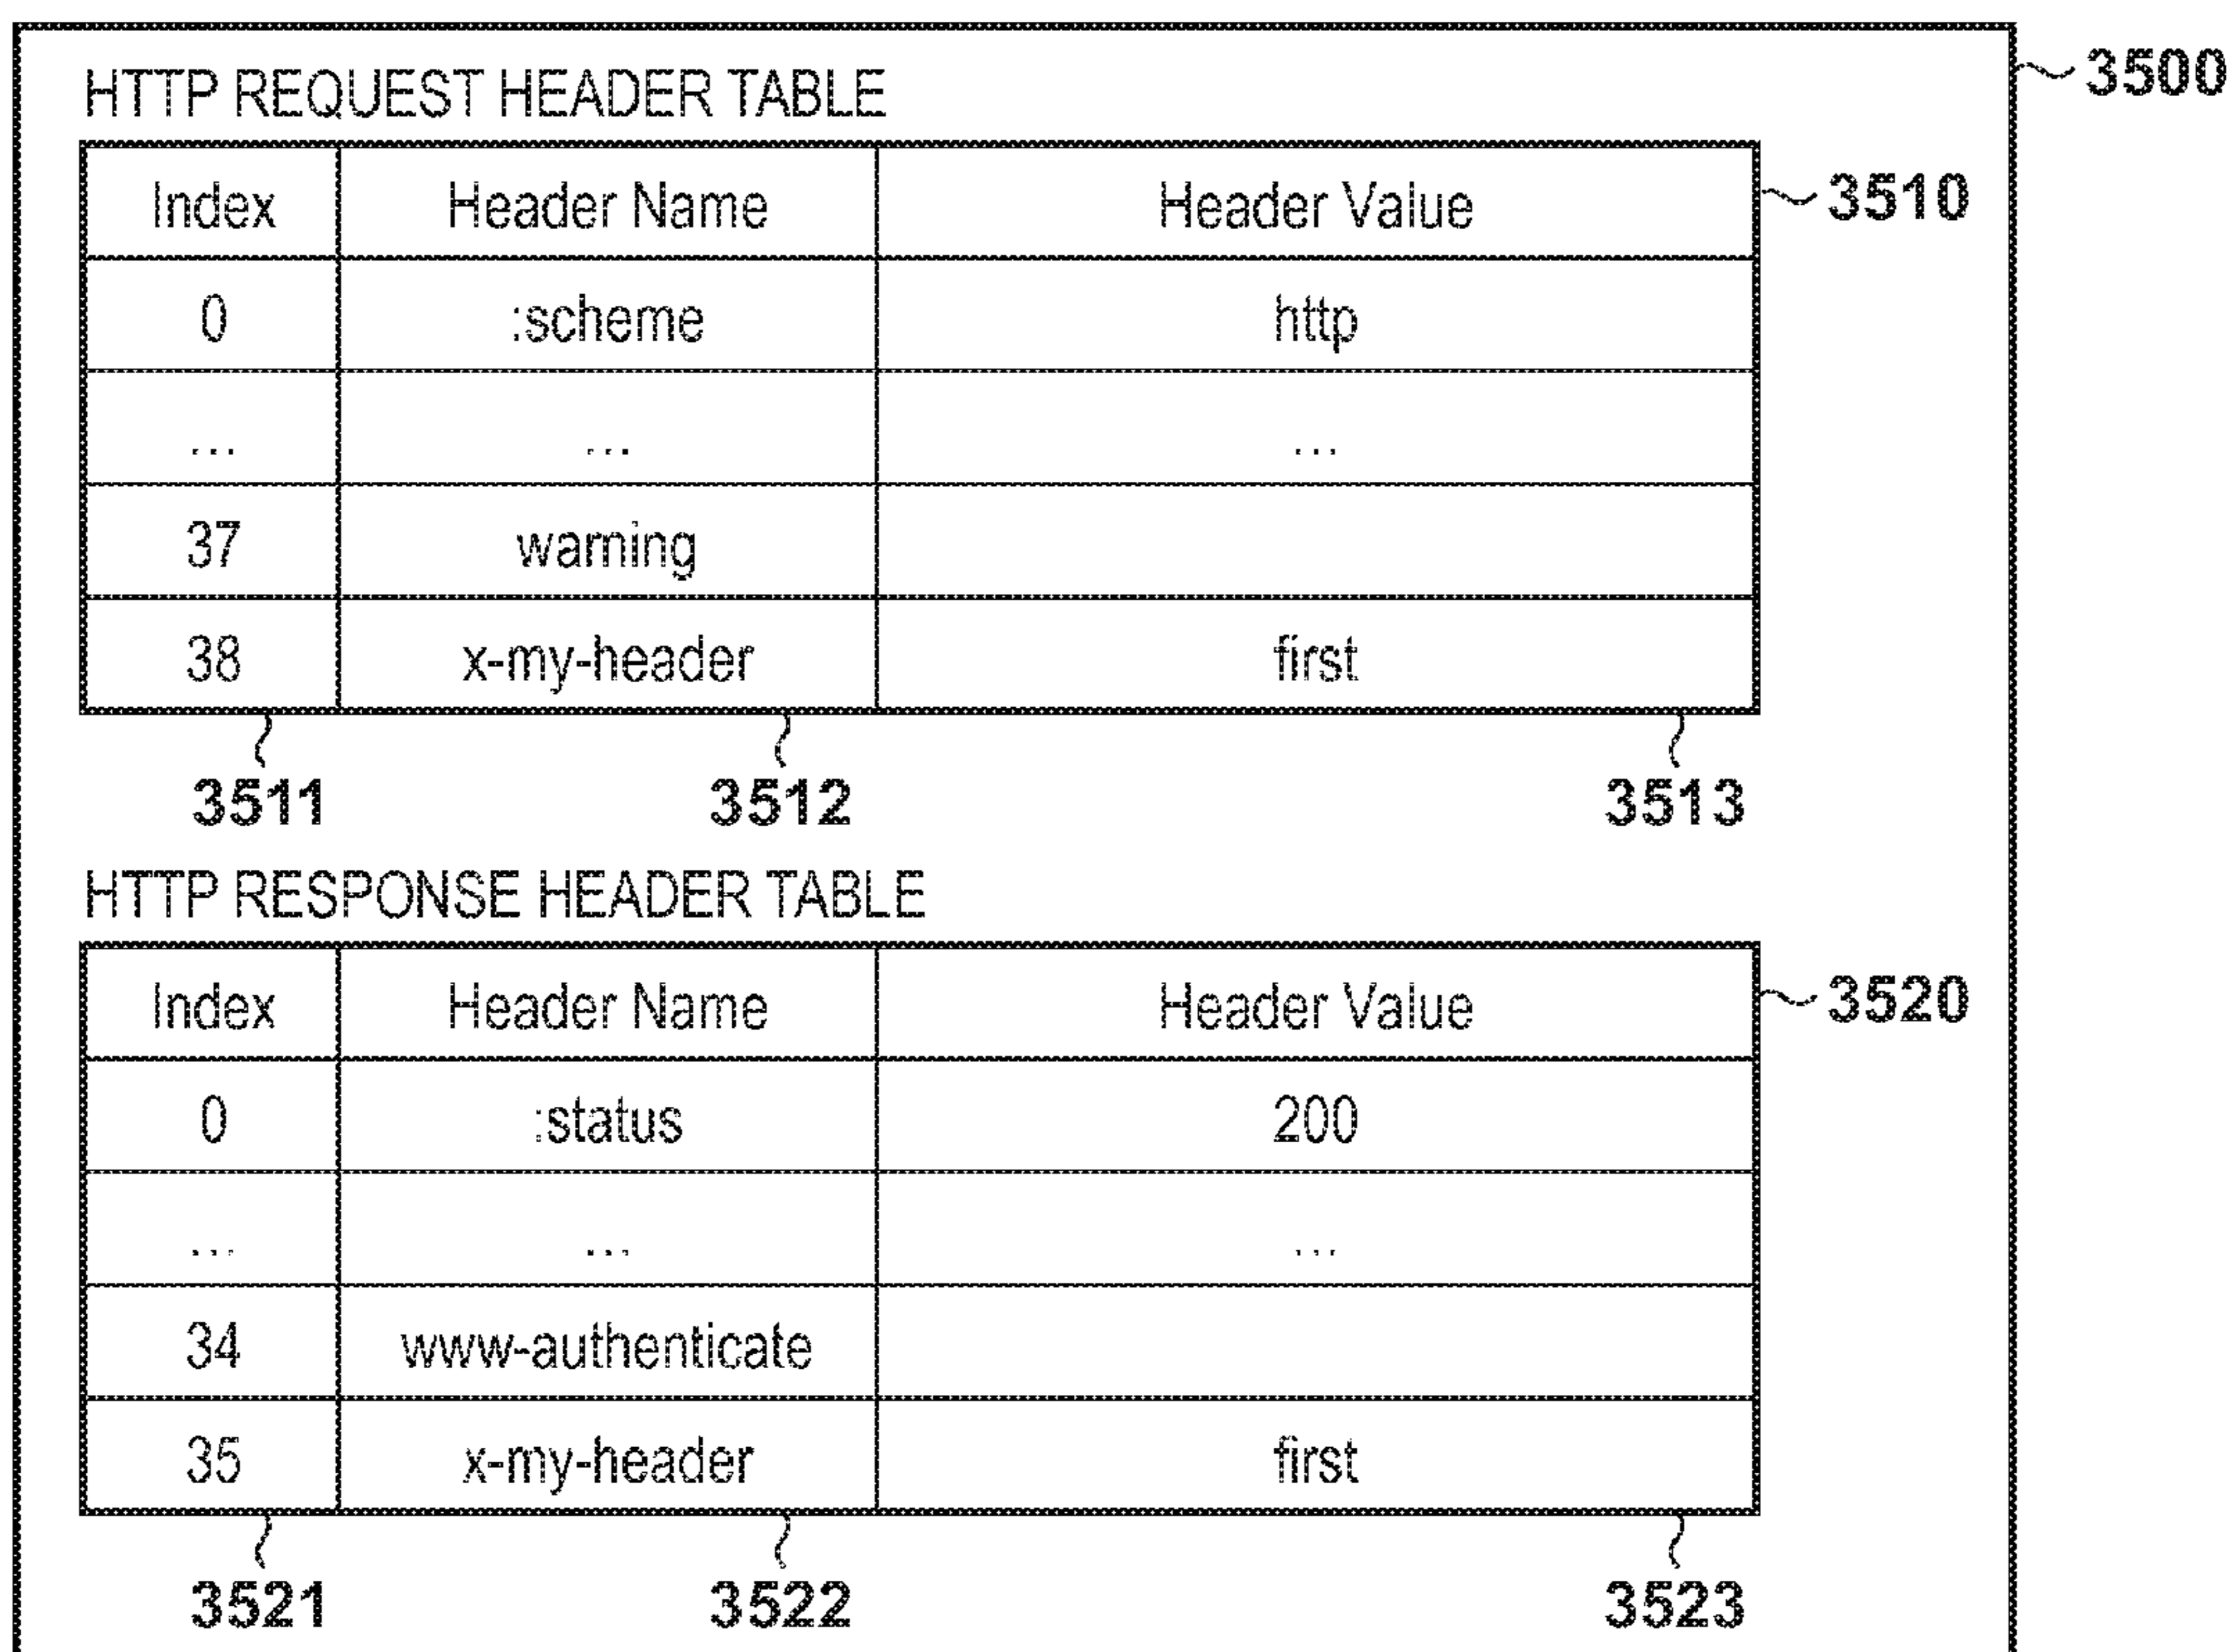 HTTP REQUEST HEADER TABLE 3500
Index Header Name Header Value 3510
0 :scheme http
... ... ...
37 warning
38 x-my-header first
3511 3512 3513
HTTP RESPONSE HEADER TABLE
Index Header Name Header Value 3520
0 :status 200
... ... ...
34 www-authenticate
35 x-my-header first
3521 3522 3523